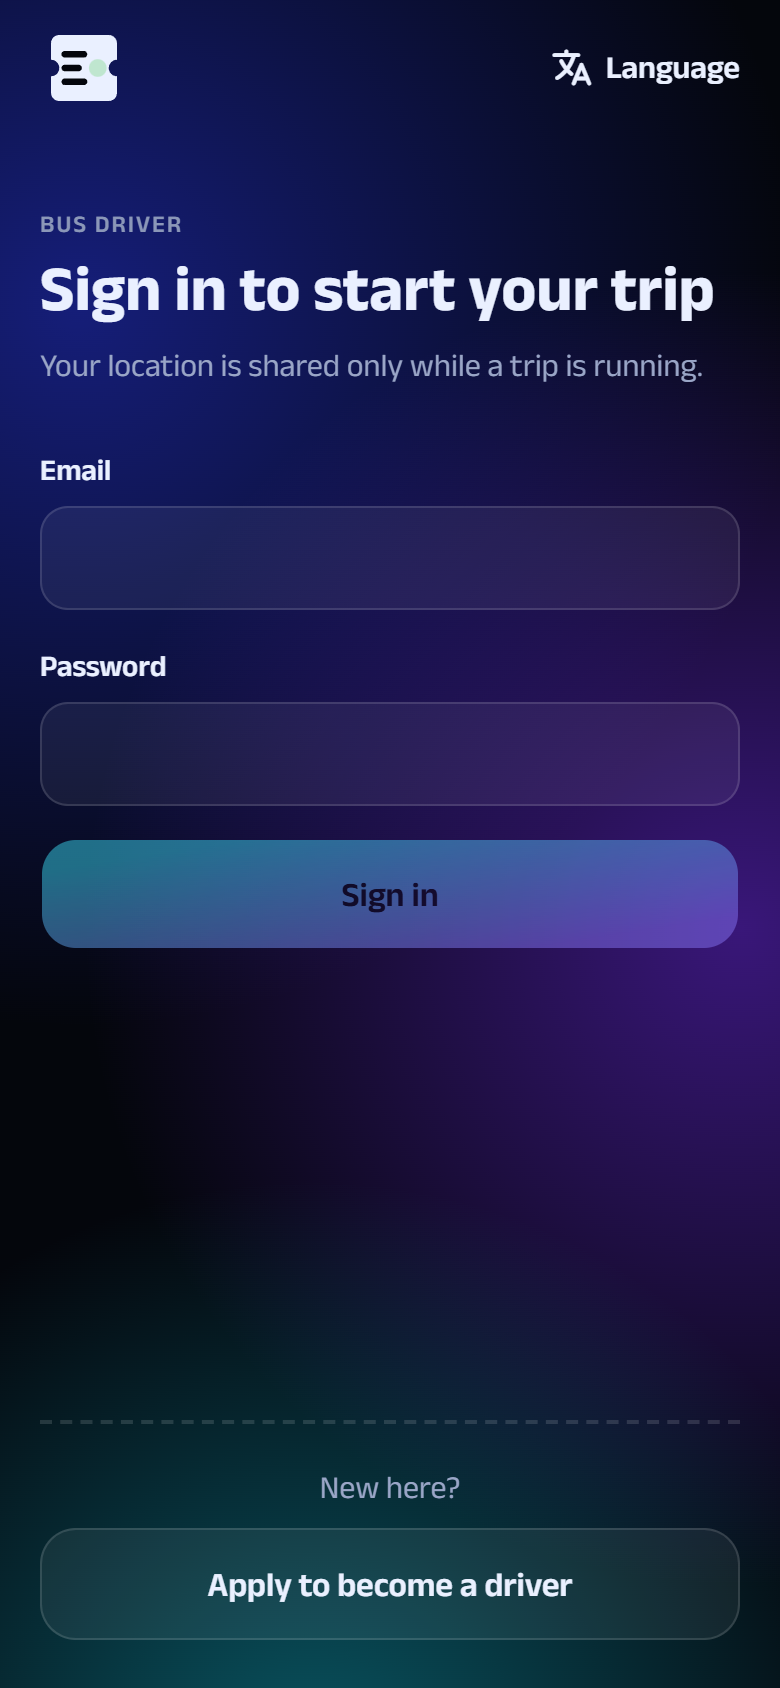 Language
BUS DRIVER
Sign in to start your trip
Your location is shared only while a trip is running.
Email
Password
Sign in
New here?
Apply to become a driver